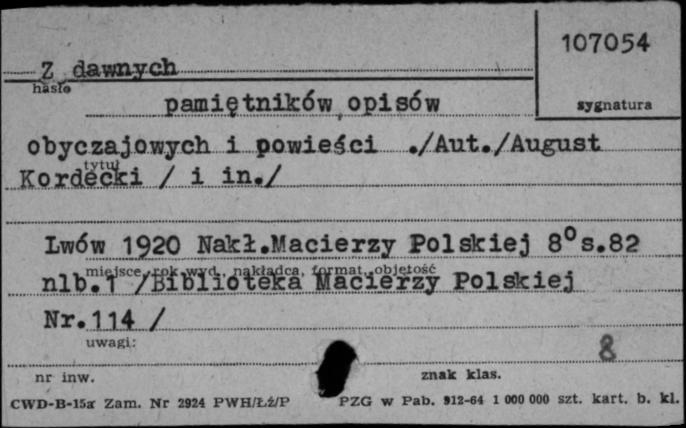 107054
Z dawnych
hasło
pamiętników,opisów
sygnatura
obyczajowych i powieści ./Aut./August
tytuł
Kordecki / i in./
Lwów 1920 Nakł.Macierzy Polskiej 8⁰s.82
miejsce, rok wyd., nakładca, format, objętość
nlb.1 /Biblioteka Macierzy Polskiej
Nr.114 /
uwagi:
8
nr inw.
znak klas.
CWD-B-15a Zam. Nr 2924 PWH/Łź/P PZG w Pab. 912-64 1 000 000 szt. kart. b. kl.